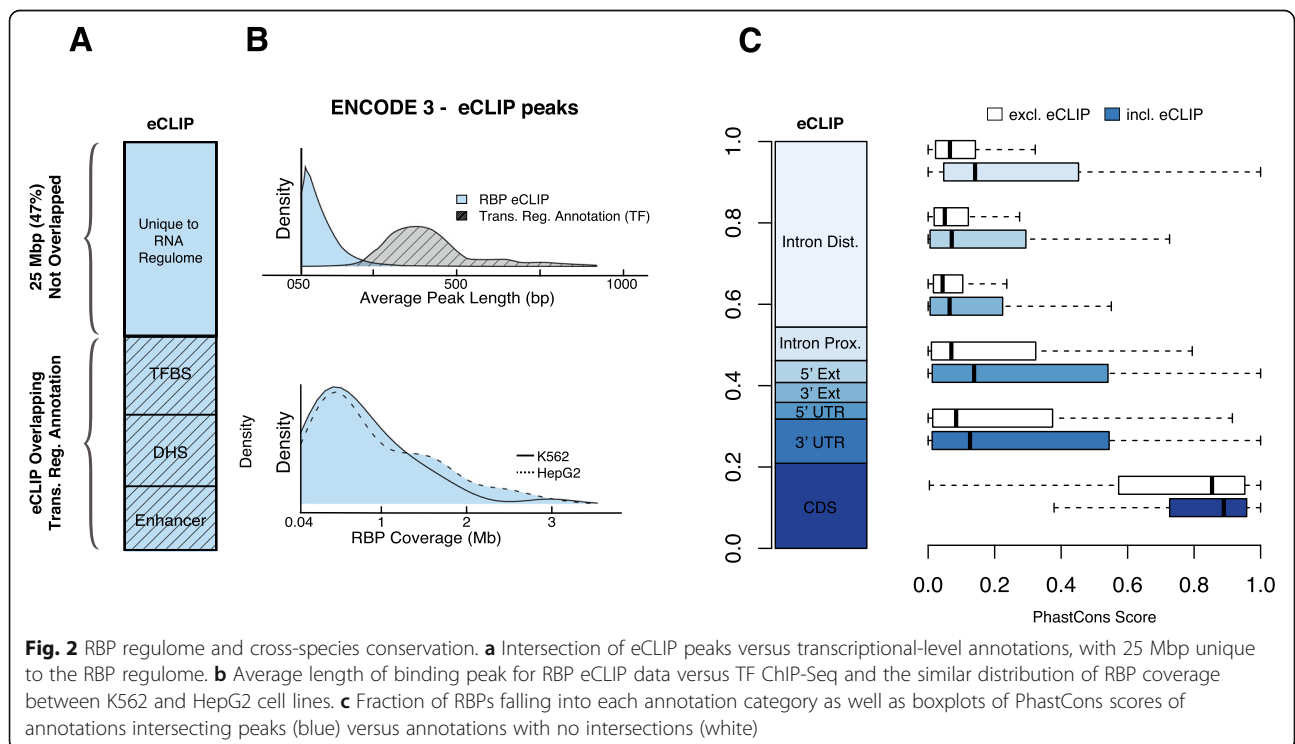 A
B
C
eCLIP
25 Mbp (47%)
Not Overlapped
eCLIP Overlapping
Trans. Reg. Annotation
Unique to
RNA
Regulome
TFBS
DHS
Enhancer
ENCODE 3 - eCLIP peaks
Density
RBP eCLIP
Trans. Reg. Annotation (TF)
050
500
1000
Average Peak Length (bp)
Density
Density
K562
HepG2
0.04
1
2
3
RBP Coverage (Mb)
eCLIP
1.0
0.8
0.6
0.4
0.2
0.0
Intron Dist.
Intron Prox.
5' Ext
3' Ext
5' UTR
3' UTR
CDS
excl. eCLIP
incl. eCLIP
0.0
0.2
0.4
0.6
0.8
1.0
PhastCons Score
Fig. 2 RBP regulome and cross-species conservation. a Intersection of eCLIP peaks versus transcriptional-level annotations, with 25 Mbp unique
to the RBP regulome. b Average length of binding peak for RBP eCLIP data versus TF ChIP-Seq and the similar distribution of RBP coverage
between K562 and HepG2 cell lines. c Fraction of RBPs falling into each annotation category as well as boxplots of PhastCons scores of
annotations intersecting peaks (blue) versus annotations with no intersections (white)